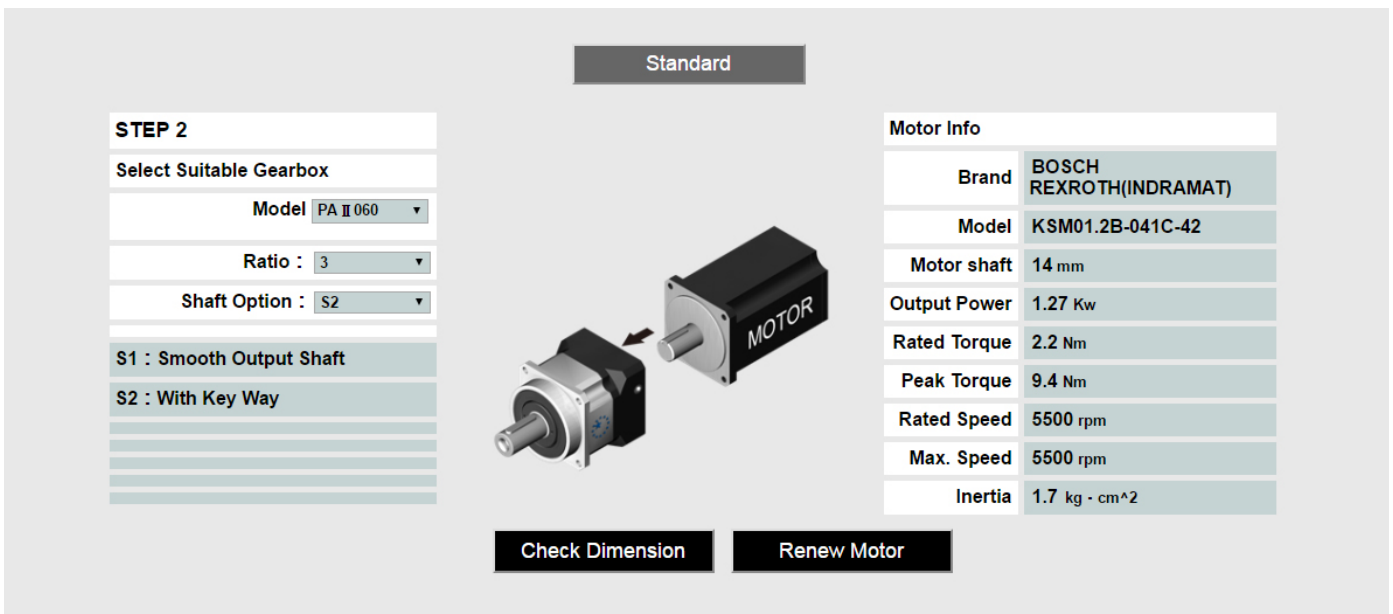 Standard
STEP 2
Select Suitable Gearbox
Model PA Ⅱ 060
Ratio : 3
Shaft Option : S2
S1 : Smooth Output Shaft
S2 : With Key Way
MOTOR
Motor Info
Brand BOSCH
REXROTH(INDRAMAT)
Model KSM01.2B-041C-42
Motor shaft 14 mm
Output Power 1.27 Kw
Rated Torque 2.2 Nm
Peak Torque 9.4 Nm
Rated Speed 5500 rpm
Max. Speed 5500 rpm
Inertia 1.7 kg - cm^2
Check Dimension
Renew Motor